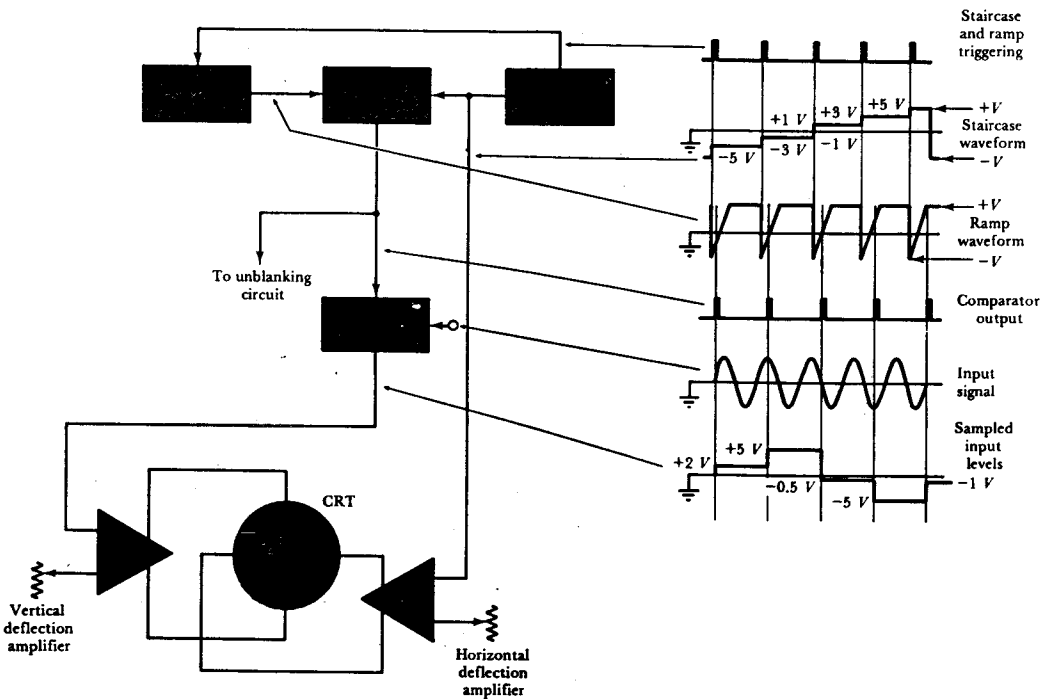 Staircase
and ramp
triggering
+1 V
+3 V
+5 V
+V
Staircase
waveform
−5 V
−3 V
−1 V
−V
+V
Ramp
waveform
−V
To unblanking
circuit
Comparator
output
Input
signal
Sampled
input
levels
+2 V
+5 V
−0.5 V
−5 V
−1 V
CRT
Vertical
deflection
amplifier
Horizontal
deflection
amplifier